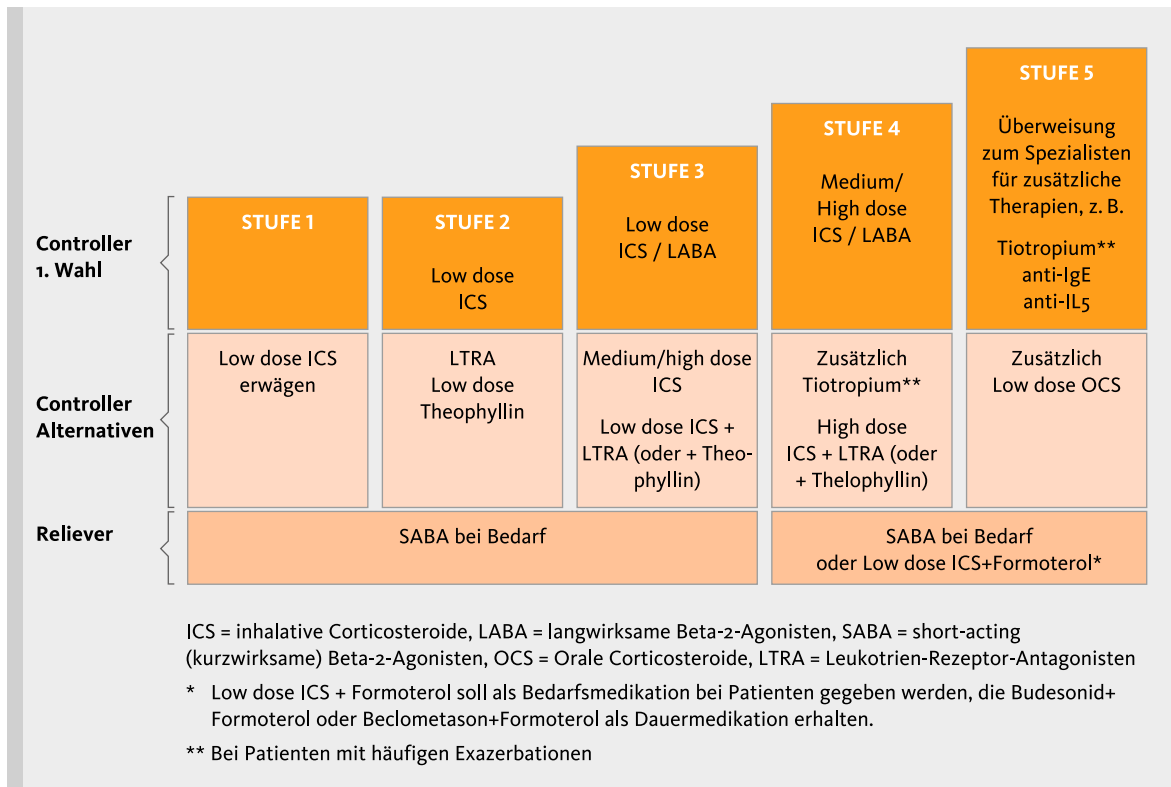 STUFE 5
Überweisung
zum Spezialisten
für zusätzliche
Therapien, z. B.
Tiotropium**
anti-IgE
anti-IL5
STUFE 4
Medium/
High dose
ICS / LABA
STUFE 3
Low dose
ICS / LABA
STUFE 1
STUFE 2
Low dose
ICS
Controller
1. Wahl
Controller
Alternativen
Low dose ICS
erwägen
LTRA
Low dose
Theophyllin
Medium/high dose
ICS
Low dose ICS +
LTRA (oder + Theo-
phyllin)
Zusätzlich
Tiotropium**
High dose
ICS + LTRA (oder
+ Thelophyllin)
Zusätzlich
Low dose OCS
Reliever
SABA bei Bedarf
SABA bei Bedarf
oder Low dose ICS+Formoterol*
ICS = inhalative Corticosteroide, LABA = langwirksame Beta-2-Agonisten, SABA = short-acting
(kurzwirksame) Beta-2-Agonisten, OCS = Orale Corticosteroide, LTRA = Leukotrien-Rezeptor-Antagonisten
* Low dose ICS + Formoterol soll als Bedarfsmedikation bei Patienten gegeben werden, die Budesonid+
Formoterol oder Beclometason+Formoterol als Dauermedikation erhalten.
** Bei Patienten mit häufigen Exazerbationen